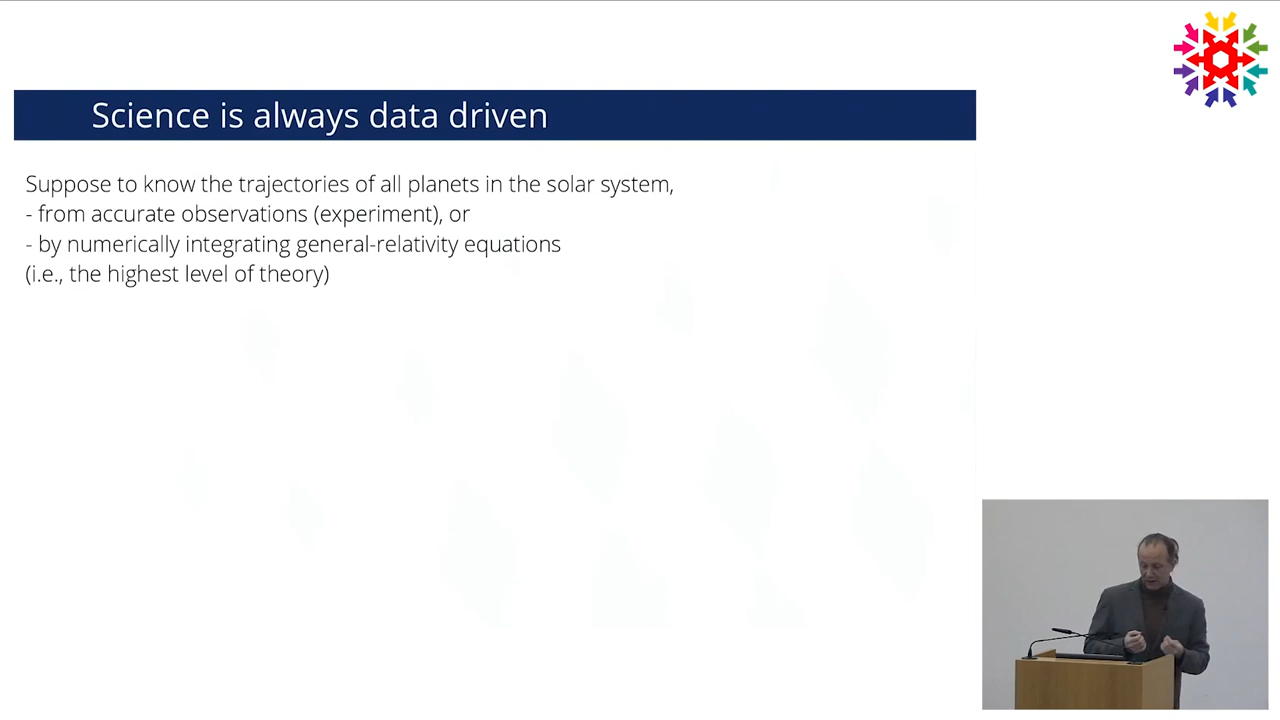 Science is always data driven
Suppose to know the trajectories of all planets in the solar system,
- from accurate observations (experiment), or
- by numerically integrating general-relativity equations
(i.e., the highest level of theory)